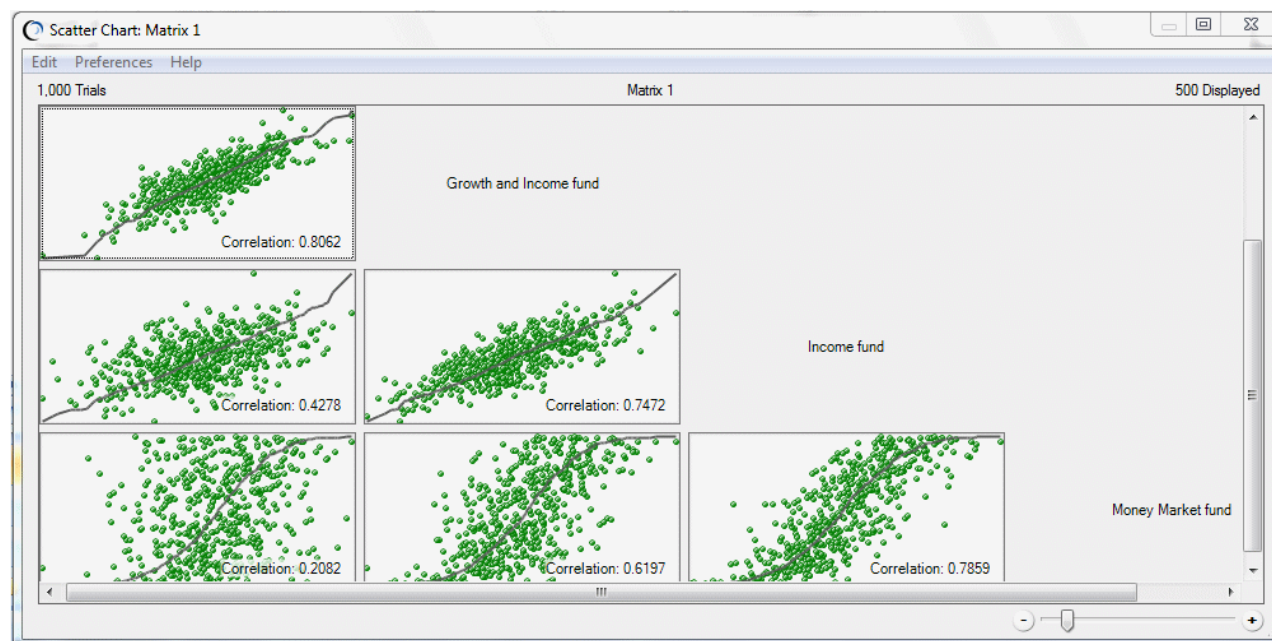 Scatter Chart: Matrix 1
Edit Preferences Help
1,000 Trials Matrix 1 500 Displayed
Growth and Income fund
Correlation: 0.8062
Income fund
Correlation: 0.4278 Correlation: 0.7472
Money Market fund
Correlation: 0.2082 Correlation: 0.6197 Correlation: 0.7859